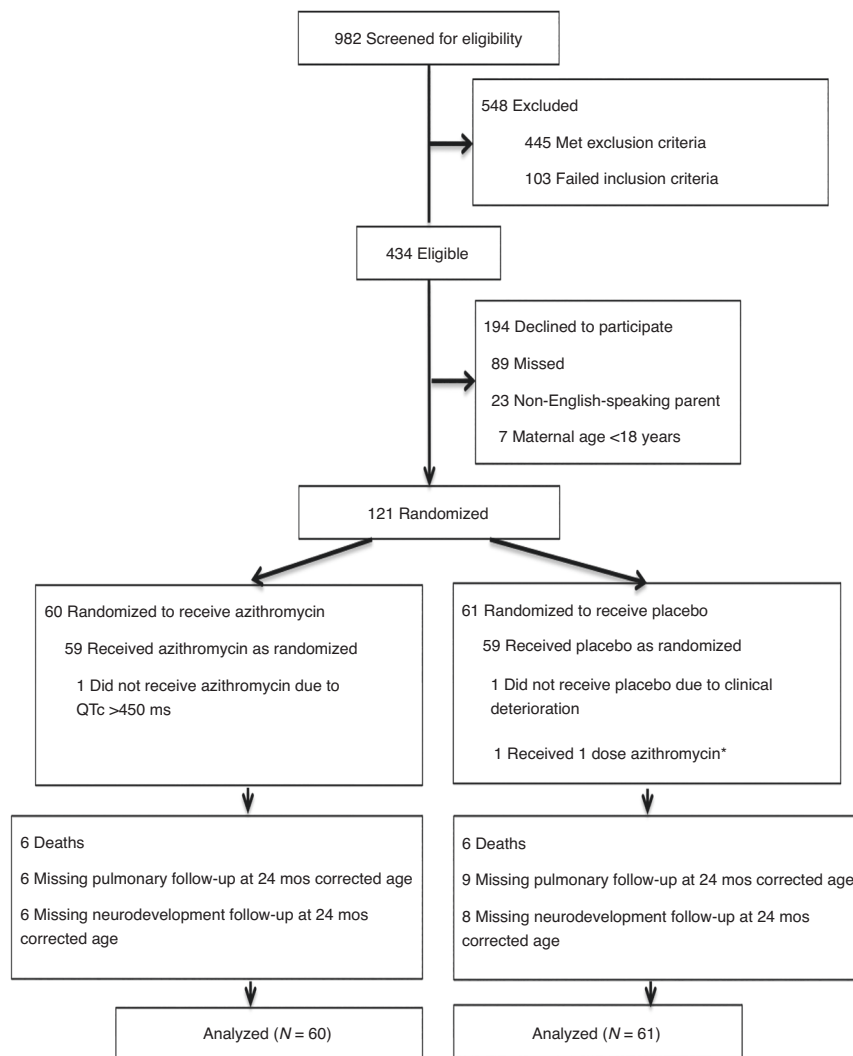 982 Screened for eligibility
548 Excluded
445 Met exclusion criteria
103 Failed inclusion criteria
434 Eligible
194 Declined to participate
89 Missed
23 Non-English-speaking parent
7 Maternal age <18 years
121 Randomized
60 Randomized to receive azithromycin
59 Received azithromycin as randomized
1 Did not receive azithromycin due to
QTc >450 ms
61 Randomized to receive placebo
59 Received placebo as randomized
1 Did not receive placebo due to clinical
deterioration
1 Received 1 dose azithromycin*
6 Deaths
6 Missing pulmonary follow-up at 24 mos corrected age
6 Missing neurodevelopment follow-up at 24 mos
corrected age
6 Deaths
9 Missing pulmonary follow-up at 24 mos corrected age
8 Missing neurodevelopment follow-up at 24 mos
corrected age
Analyzed (N = 60)
Analyzed (N = 61)